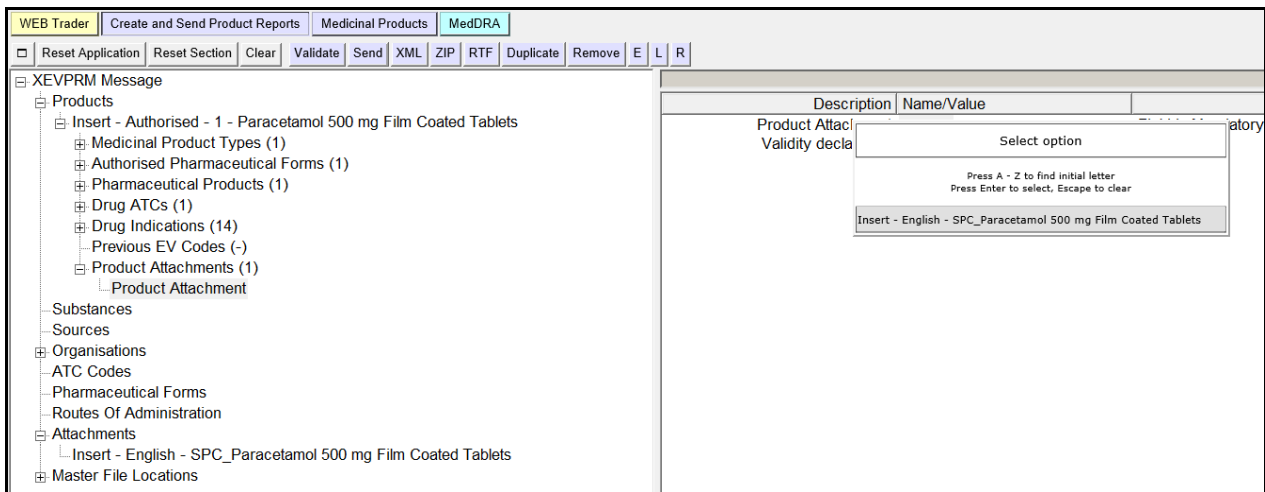 WEB Trader Create and Send Product Reports Medicinal Products MedDRA
Reset Application Reset Section Clear Validate Send XML ZIP RTF Duplicate Remove E L R
XEVPRM Message
Products
Insert - Authorised - 1 - Paracetamol 500 mg Film Coated Tablets
Medicinal Product Types (1)
Authorised Pharmaceutical Forms (1)
Pharmaceutical Products (1)
Drug ATCs (1)
Drug Indications (14)
Previous EV Codes (-)
Product Attachments (1)
Product Attachment
Substances
Sources
Organisations
ATC Codes
Pharmaceutical Forms
Routes Of Administration
Attachments
Insert - English - SPC_Paracetamol 500 mg Film Coated Tablets
Master File Locations
Description Name/Value
Product Attac
Validity decla
Select option
Press A - Z to find initial letter
Press Enter to select, Escape to clear
Insert - English - SPC_Paracetamol 500 mg Film Coated Tablets